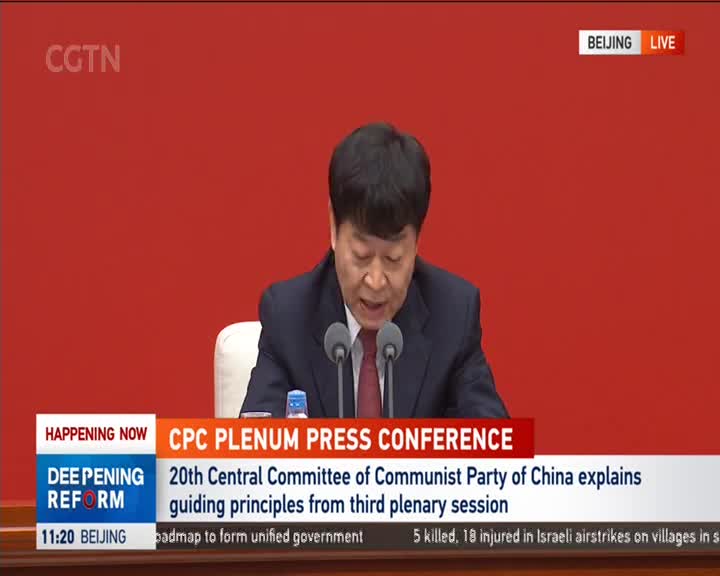 CGTN
BEIJING LIVE
HAPPENING NOW
CPC PLENUM PRESS CONFERENCE
DEEPENING
REFORM
20th Central Committee of Communist Party of China explains
guiding principles from third plenary session
11:20 BEIJING
to form unified government 5 killed, 18 injured in Israeli airstrikes on villages in